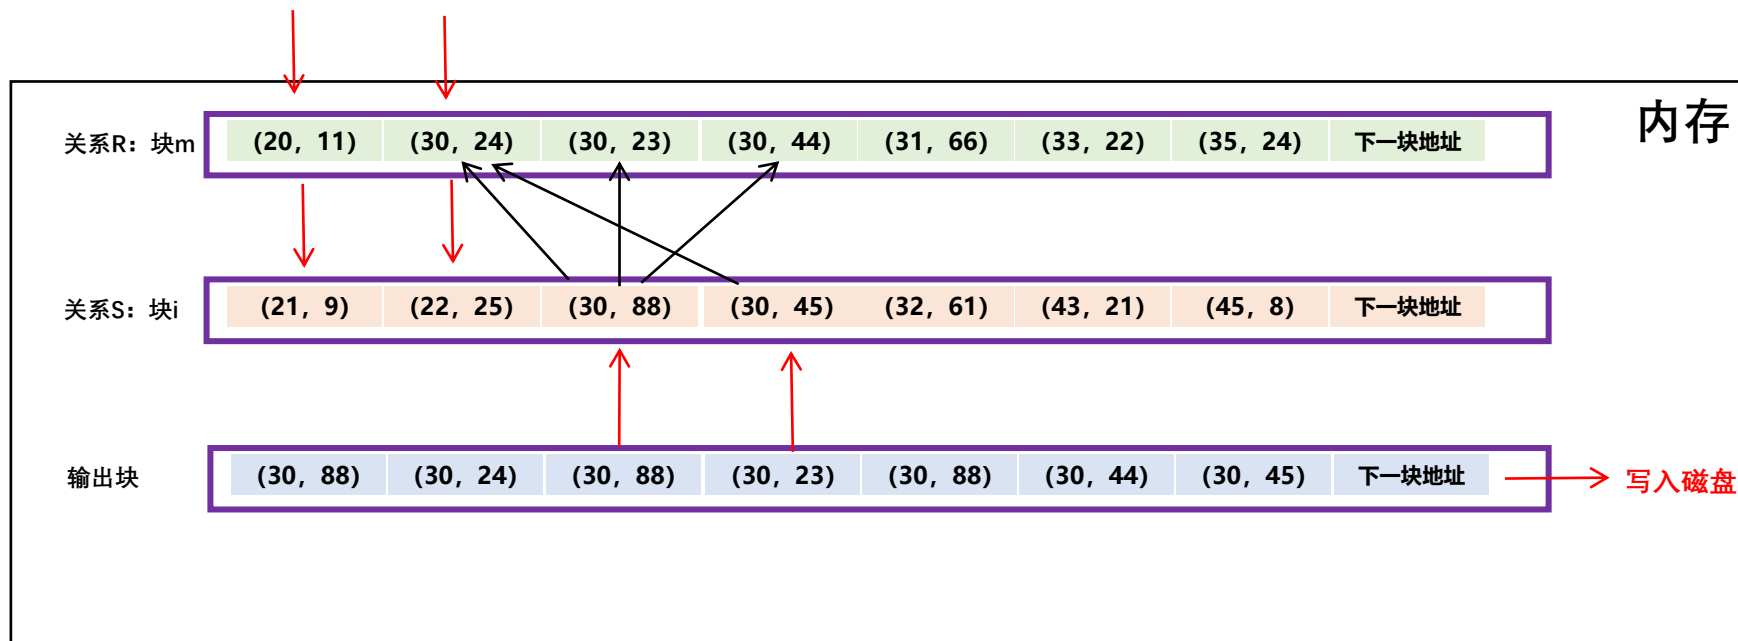 内存
关系R：块m (20，11) (30，24) (30，23) (30，44) (31，66) (33，22) (35，24) 下一块地址
关系S：块i (21，9) (22，25) (30，88) (30，45) (32，61) (43，21) (45，8) 下一块地址
输出块 (30，88) (30，24) (30，88) (30，23) (30，88) (30，44) (30，45) 下一块地址 写入磁盘